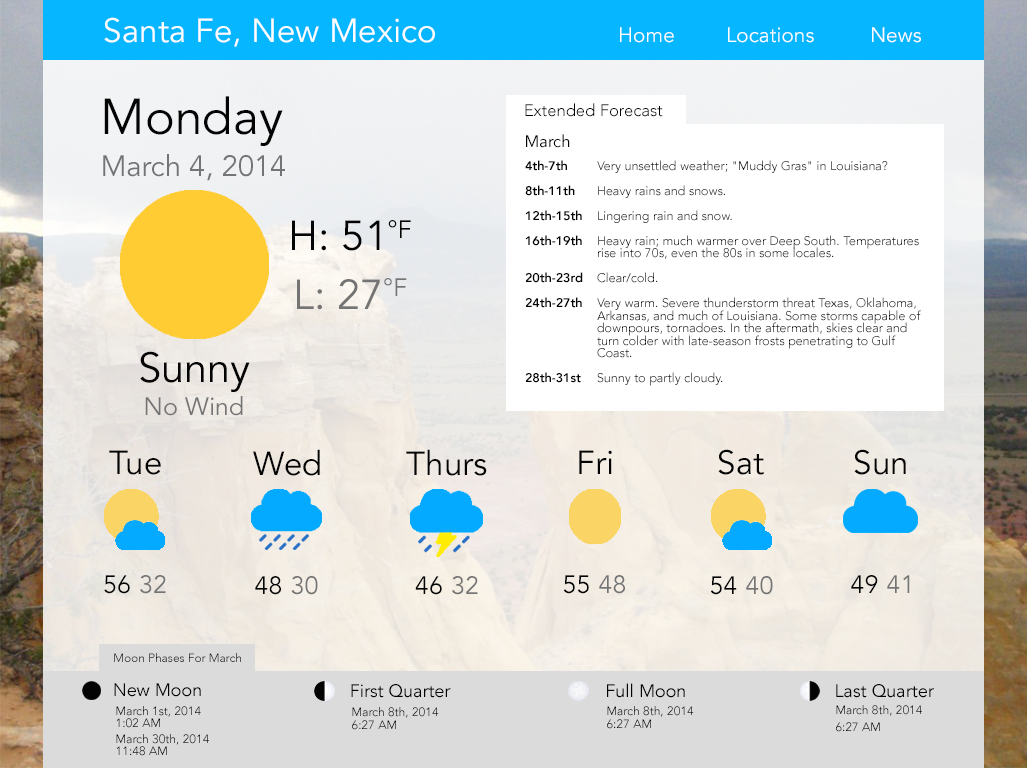 Santa Fe, New Mexico
Home
Locations
News
Monday
March 4, 2014
H: 51°F
L: 27°F
Sunny
No Wind
Extended Forecast
March
4th-7th Very unsettled weather; "Muddy Gras" in Louisiana?
8th-11th Heavy rains and snows.
12th-15th Lingering rain and snow.
16th-19th Heavy rain; much warmer over Deep South. Temperatures
rise into 70s, even the 80s in some locales.
20th-23rd Clear/cold.
24th-27th Very warm. Severe thunderstorm threat Texas, Oklahoma,
Arkansas, and much of Louisiana. Some storms capable of
downpours, tornadoes. In the aftermath, skies clear and
turn colder with late-season frosts penetrating to Gulf
Coast.
28th-31st Sunny to partly cloudy.
Tue
56 32
Wed
48 30
Thurs
46 32
Fri
55 48
Sat
54 40
Sun
49 41
Moon Phases For March
New Moon
March 1st, 2014
1:02 AM
March 30th, 2014
11:48 AM
First Quarter
March 8th, 2014
6:27 AM
Full Moon
March 8th, 2014
6:27 AM
Last Quarter
March 8th, 2014
6:27 AM